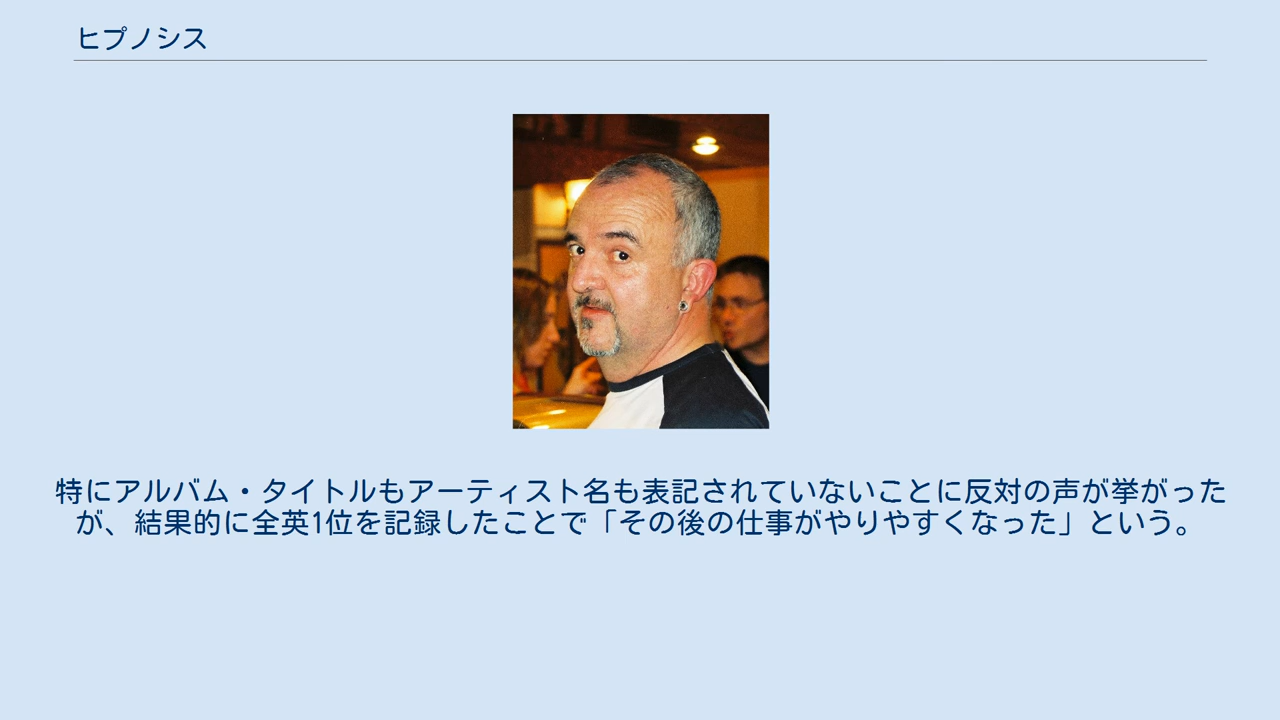 ヒプノシス
特にアルバム・タイトルもアーティスト名も表記されていないことに反対の声が挙がった
が、結果的に全英1位を記録したことで「その後の仕事がやりやすくなった」という。